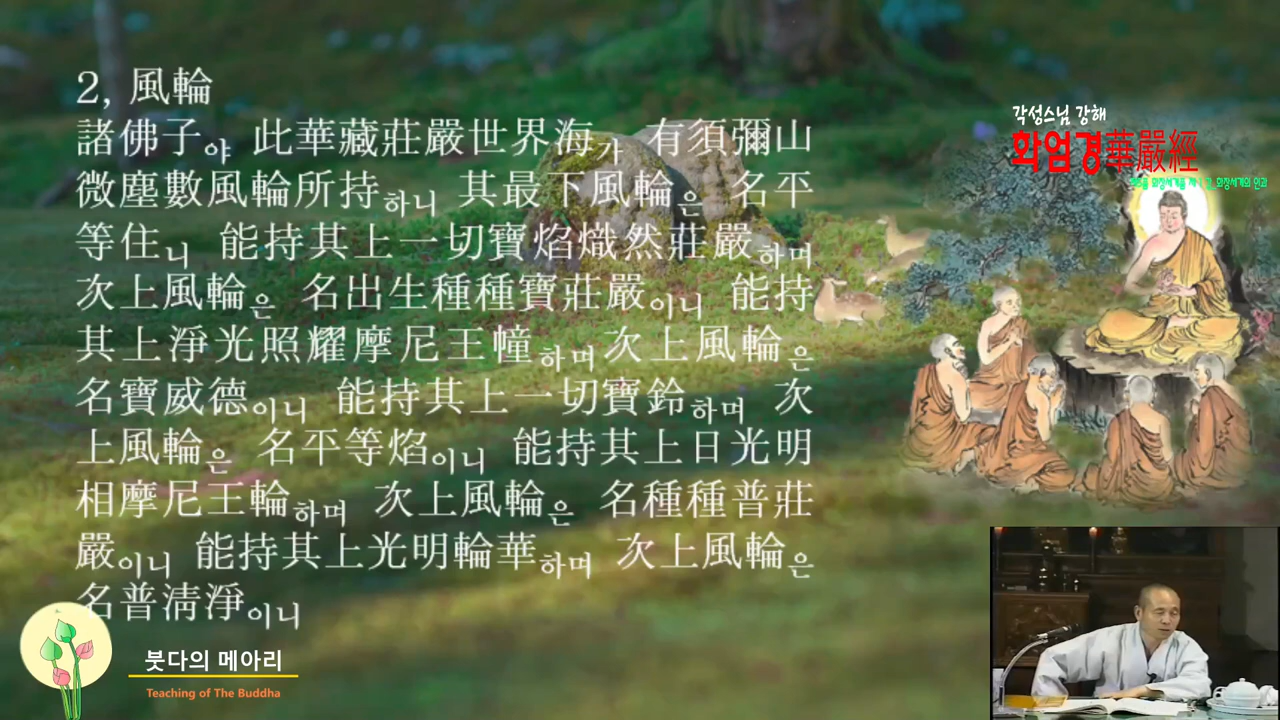 2, 風輪
諸佛子야 此華藏莊嚴世界海가 有須彌山
微塵數風輪所持하니 其最下風輪은 名平
等住니 能持其上一切寶焰熾然莊嚴하며
次上風輪은 名出生種種寶莊嚴이니 能持
其上淨光照耀摩尼王幢하며 次上風輪은
名寶威德이니 能持其上一切寶鈴하며 次
上風輪은 名平等焰이니 能持其上日光明
相摩尼王輪하며 次上風輪은 名種種普莊
嚴이니 能持其上光明輪華하며 次上風輪은
名普淸淨이니
각성스님 강해
화엄경華嚴經
화장세계의 인과
붓다의 메아리
Teaching of The Buddha